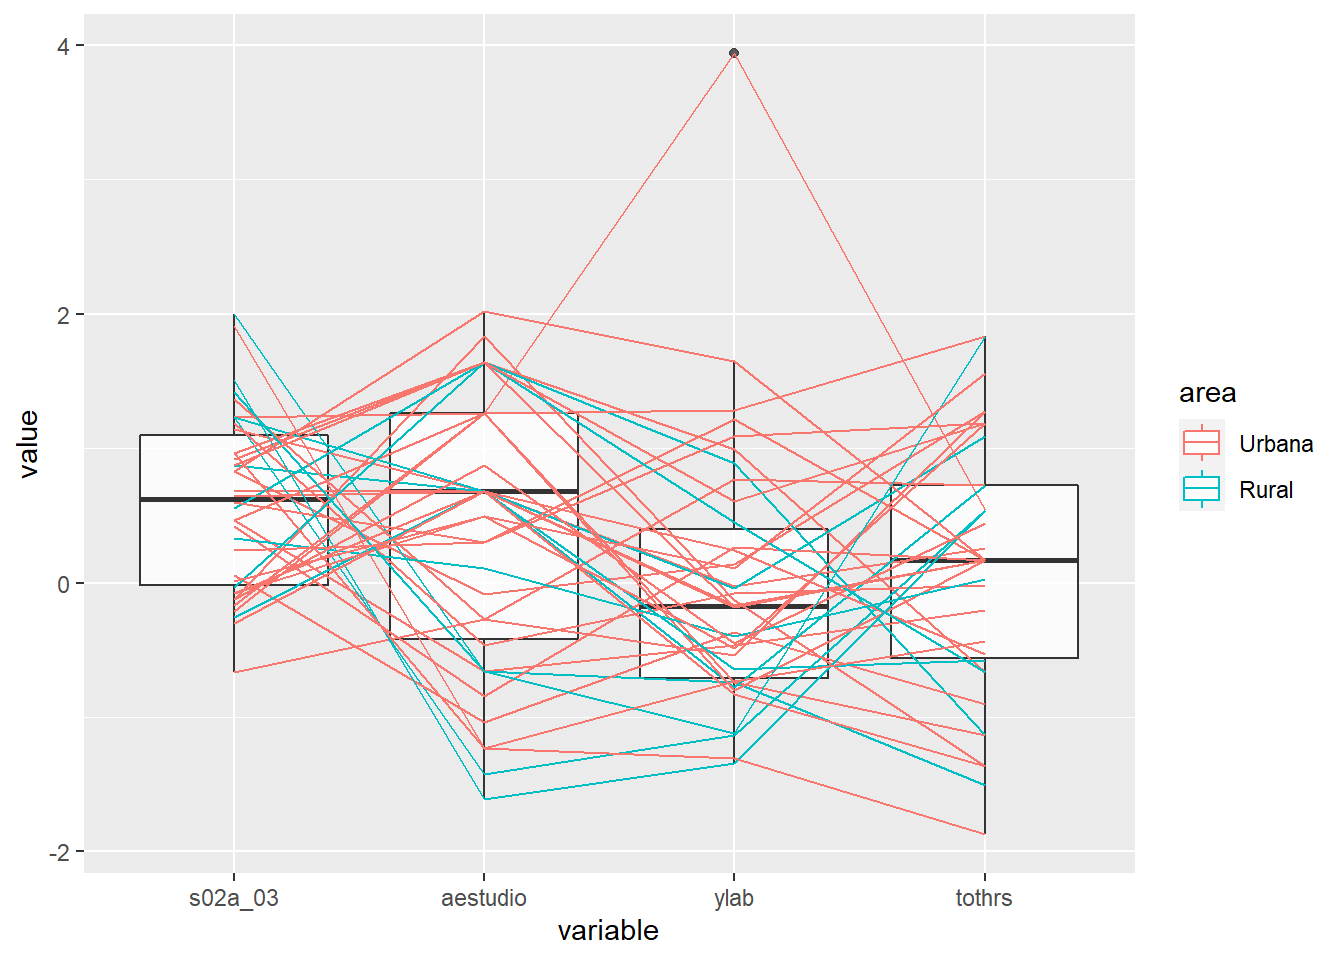 4
2
0
-2
value
s02a_03 aestudio ylab tothrs
variable
area
Urbana
Rural